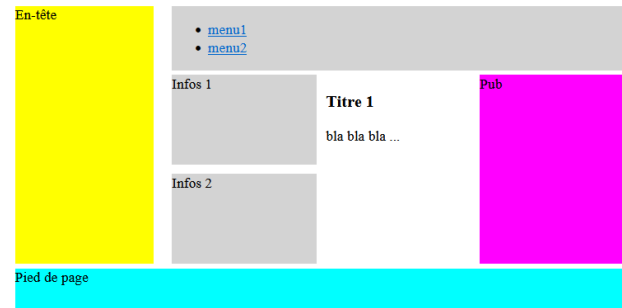 En-tête
menu1
menu2
Infos 1
Infos 2
Titre 1
bla bla bla ...
Pub
Pied de page